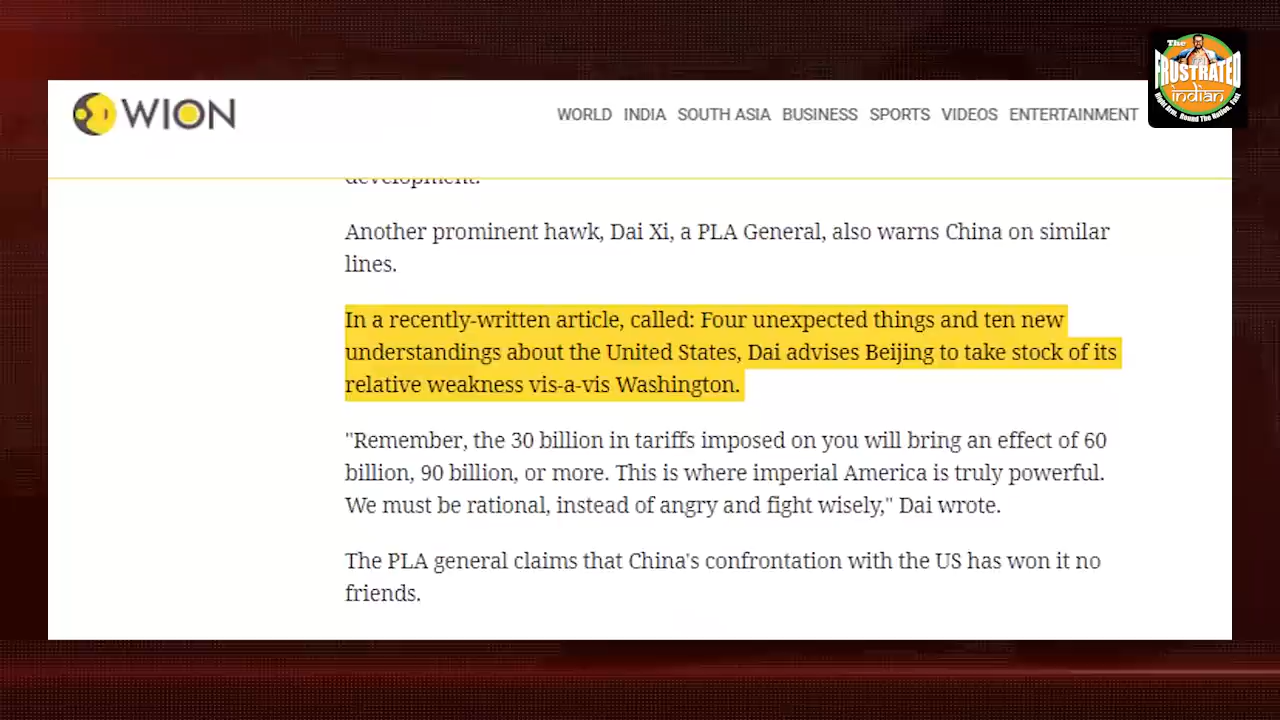 The
FRUSTRATED
indian
WION
WORLD INDIA SOUTH ASIA BUSINESS SPORTS VIDEOS ENTERTAINMENT
development.
Another prominent hawk, Dai Xi, a PLA General, also warns China on similar
lines.
In a recently-written article, called: Four unexpected things and ten new
understandings about the United States, Dai advises Beijing to take stock of its
relative weakness vis-a-vis Washington.
"Remember, the 30 billion in tariffs imposed on you will bring an effect of 60
billion, 90 billion, or more. This is where imperial America is truly powerful.
We must be rational, instead of angry and fight wisely," Dai wrote.
The PLA general claims that China's confrontation with the US has won it no
friends.